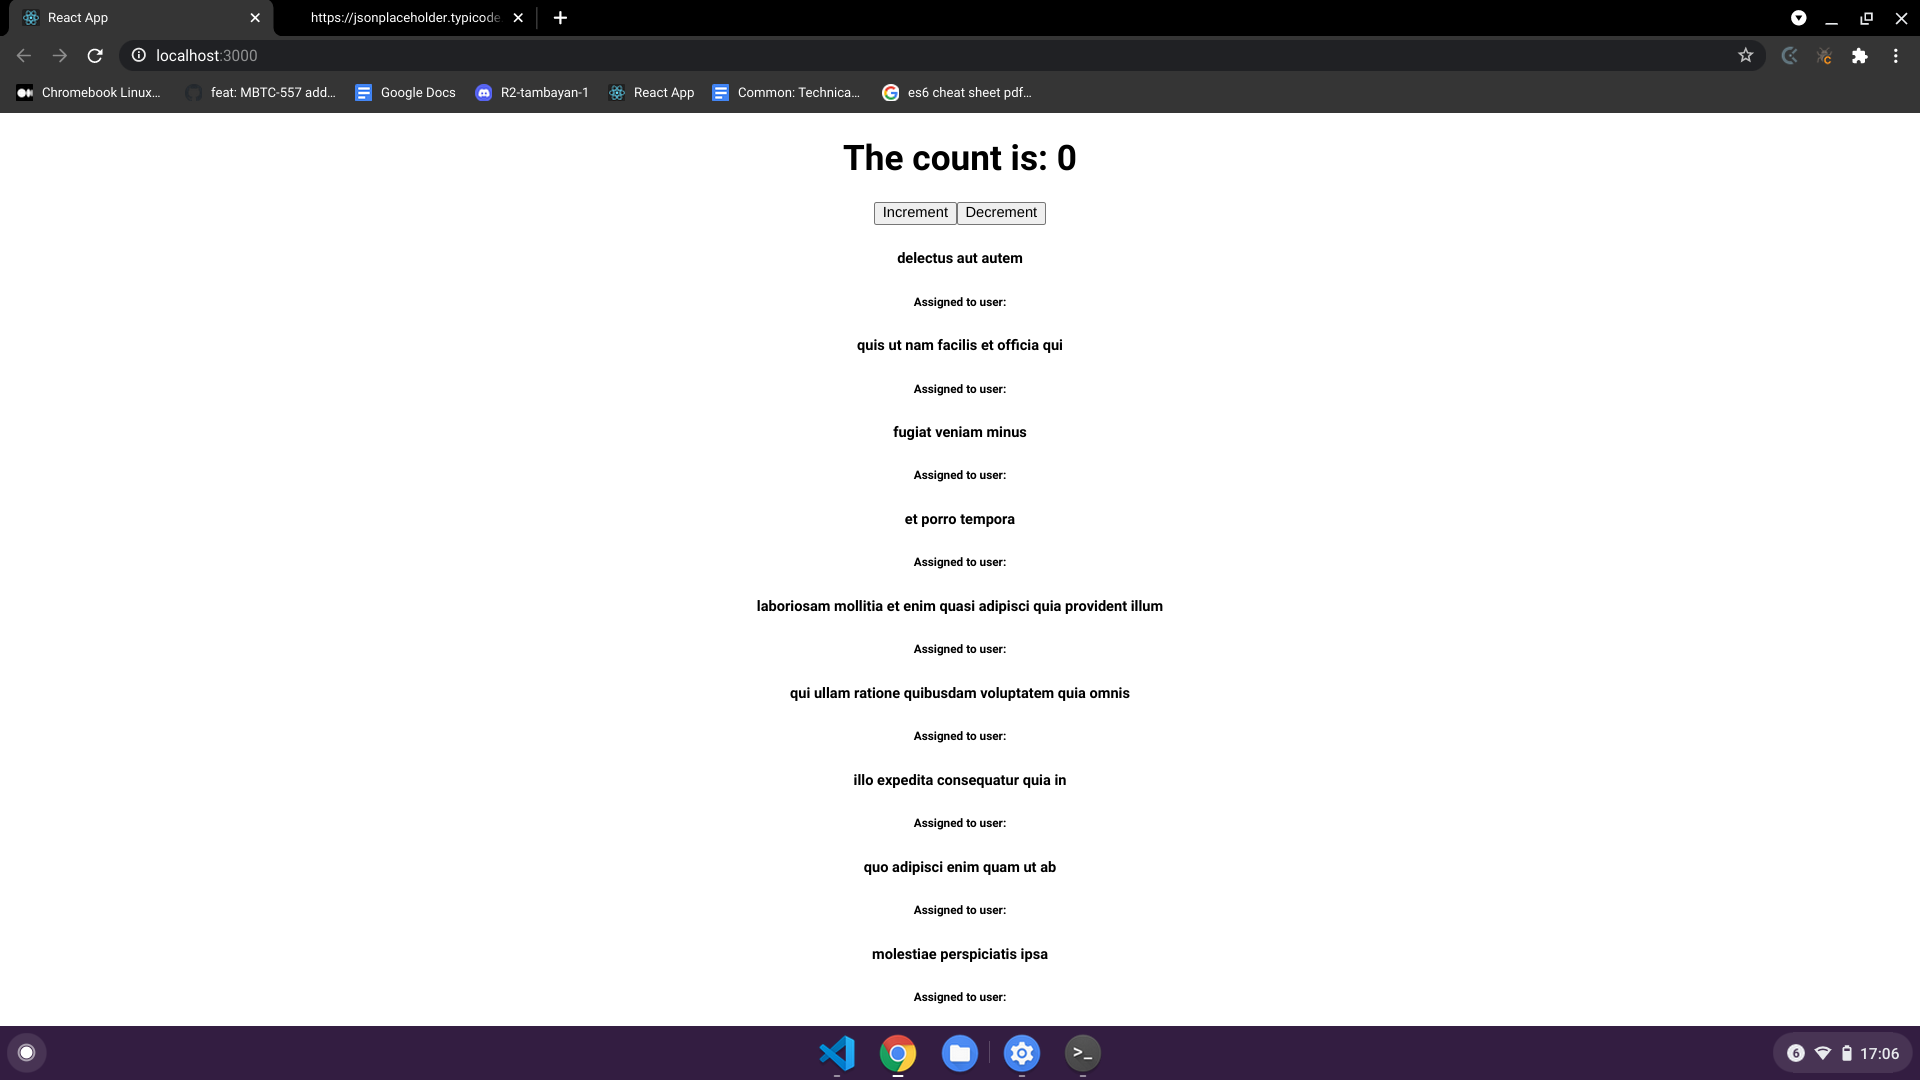 React App
https://jsonplaceholder.typicode
localhost:3000
Chromebook Linux...
feat: MBTC-557 add...
Google Docs
R2-tambayan-1
React App
Common: Technica...
es6 cheat sheet pdf...
The count is: 0
Increment
Decrement
delectus aut autem
Assigned to user:
quis ut nam facilis et officia qui
Assigned to user:
fugiat veniam minus
Assigned to user:
et porro tempora
Assigned to user:
laboriosam mollitia et enim quasi adipisci quia provident illum
Assigned to user:
qui ullam ratione quibusdam voluptatem quia omnis
Assigned to user:
illo expedita consequatur quia in
Assigned to user:
quo adipisci enim quam ut ab
Assigned to user:
molestiae perspiciatis ipsa
Assigned to user:
6
17:06